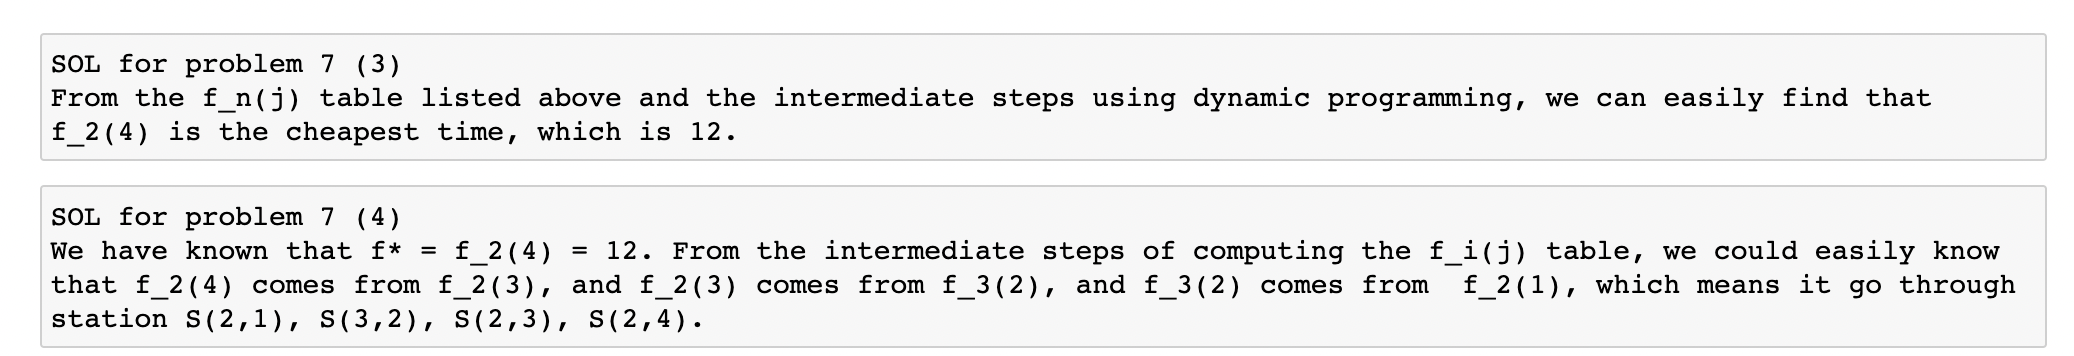 SOL for problem 7 (3)
From the f_n(j) table listed above and the intermediate steps using dynamic programming, we can easily find that
f_2(4) is the cheapest time, which is 12.
SOL for problem 7 (4)
We have known that f* = f_2(4) = 12. From the intermediate steps of computing the f_i(j) table, we could easily know
that f_2(4) comes from f_2(3), and f_2(3) comes from f_3(2), and f_3(2) comes from  f_2(1), which means it go through
station S(2,1), S(3,2), S(2,3), S(2,4).